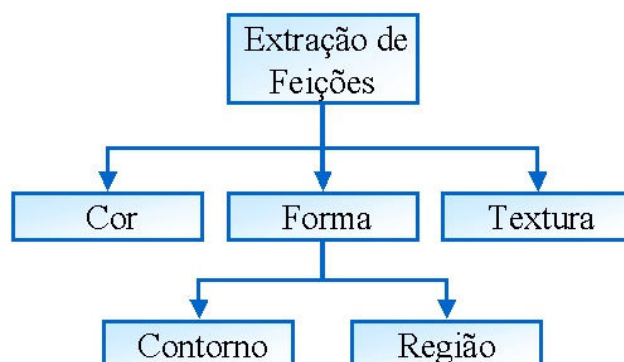 Extração de
Feições
Cor
Forma
Textura
Contorno
Região